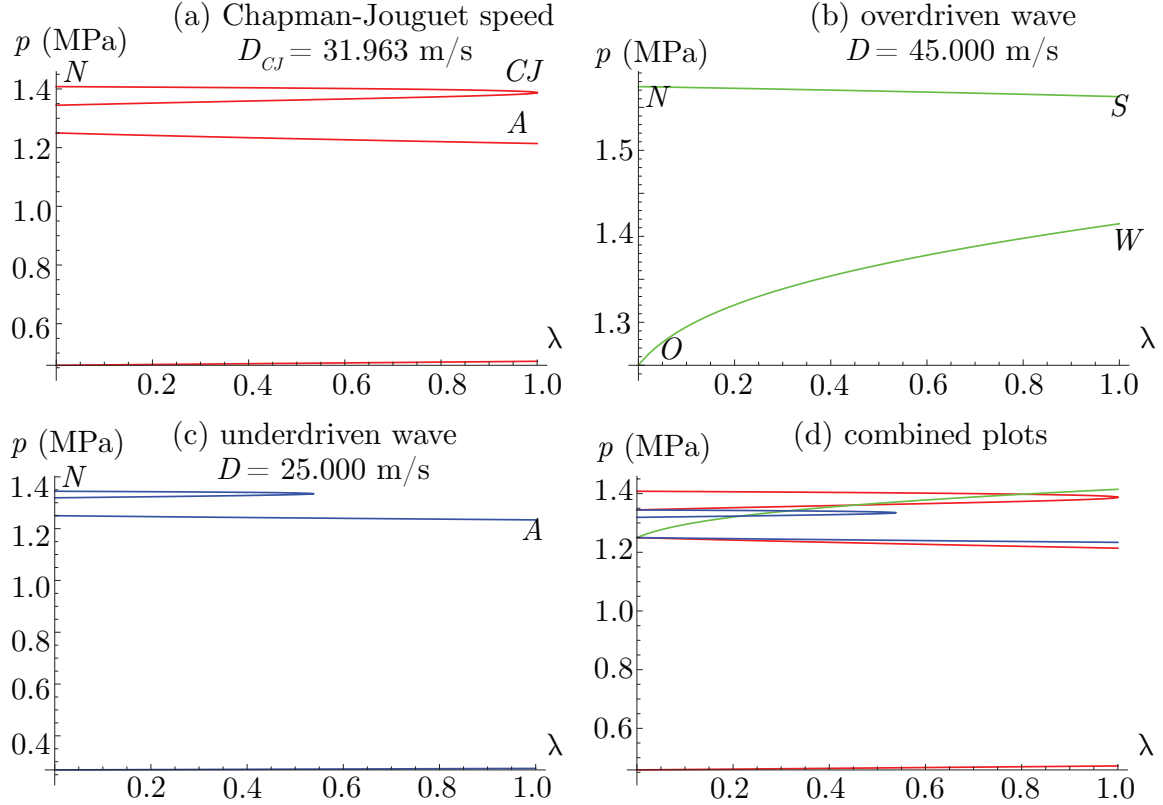 (a) Chapman-Jouguet speed
D_CJ = 31.963 m/s
p (MPa)
N
CJ
A
1.4
1.2
1.0
0.8
0.6
λ
0.2 0.4 0.6 0.8 1.0
(b) overdriven wave
D = 45.000 m/s
p (MPa)
N
S
1.5
1.4
W
1.3
O
λ
0.2 0.4 0.6 0.8 1.0
(c) underdriven wave
D = 25.000 m/s
p (MPa)
N
1.4
1.2
A
1.0
0.8
0.6
0.4
λ
0.2 0.4 0.6 0.8 1.0
(d) combined plots
p (MPa)
1.4
1.2
1.0
0.8
0.6
λ
0.2 0.4 0.6 0.8 1.0